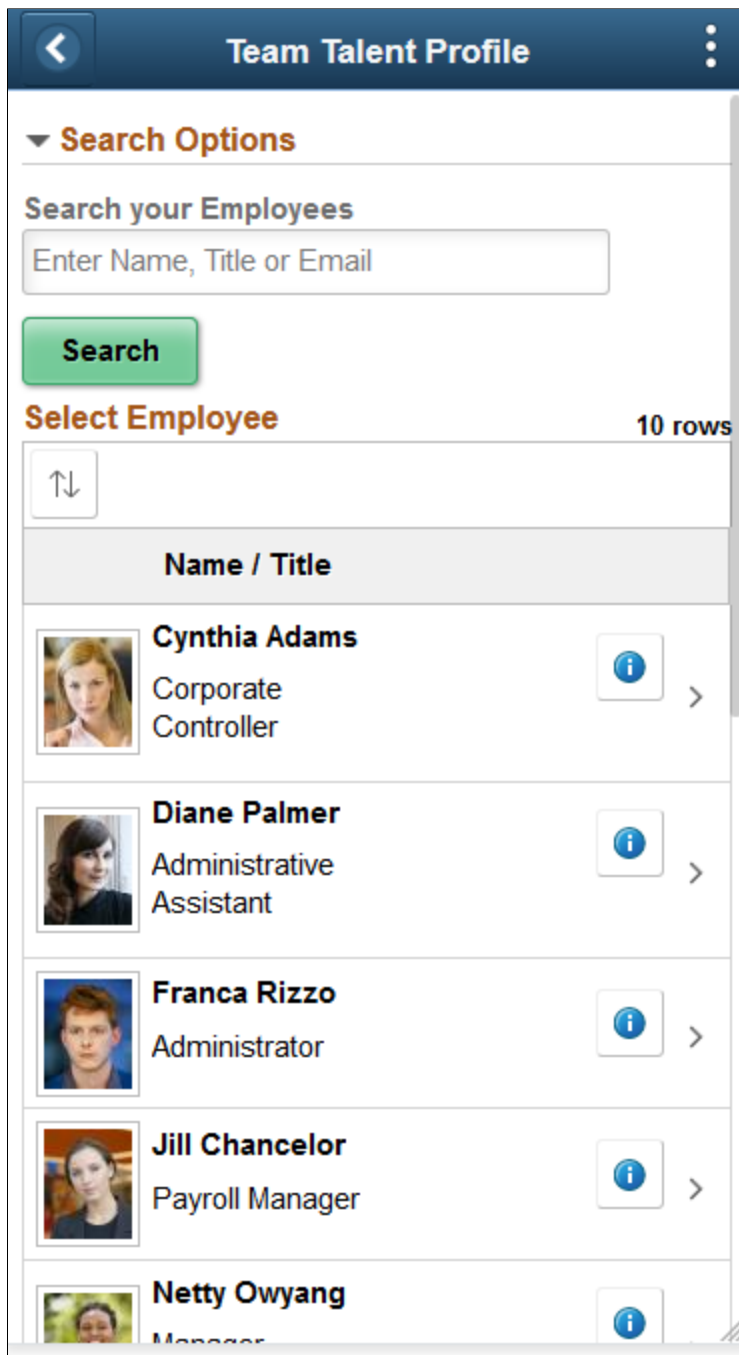 Team Talent Profile
Search Options
Search your Employees
Enter Name, Title or Email
Search
Select Employee
10 rows
Name / Title
Cynthia Adams
Corporate
Controller
Diane Palmer
Administrative
Assistant
Franca Rizzo
Administrator
Jill Chancelor
Payroll Manager
Netty Owyang
Manager